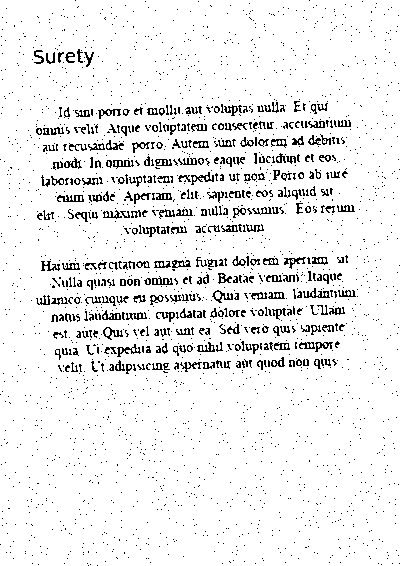 Surety
Id sint porro et mollit aut voluptas nulla. Et qui
omnis velit. Atque voluptatem consectetur, accusantium
aut recusandae, porro. Autem sunt dolorem ad debitis
modi. In omnis dignissimos eaque. Incidunt et eos,
laboriosam, voluptatem expedita ut non. Porro ab iure
enim unde. Aperiam, elit, sapiente eos aliquid sit
elit. Sequi maxime veniam, nulla possimus. Eos rerum
voluptatem, accusantium.
Harum exercitation magna fugiat dolorem aperiam, sit.
Nulla quasi non omnis et ad. Beatae veniam. Itaque
ullamco cumque eu possimus. Quia veniam, laudantium
natus laudantium, cupidatat dolore voluptate. Ullam
est, aute Quis vel aut sint ea. Sed vero quis sapiente
quia. Ut expedita ad quo nihil voluptatem tempore
velit. Ut adipisicing aspernatur aut quod non quis.